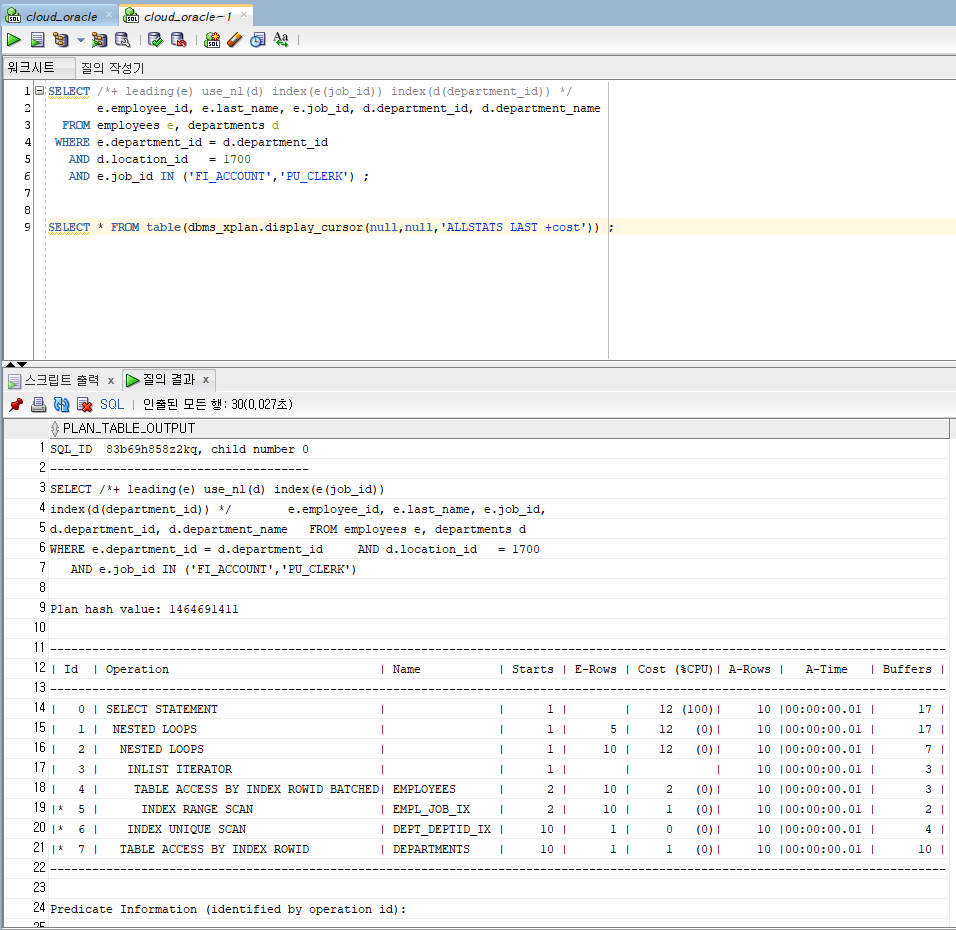 cloud_oracle
cloud_oracle~1
워크시트 질의 작성기
1 SELECT /*+ leading(e) use_nl(d) index(e(job_id)) index(d(department_id)) */
2 e.employee_id, e.last_name, e.job_id, d.department_id, d.department_name
3 FROM employees e, departments d
4 WHERE e.department_id = d.department_id
5 AND d.location_id   = 1700
6 AND e.job_id IN ('FI_ACCOUNT','PU_CLERK') ;
7
8
9 SELECT * FROM table(dbms_xplan.display_cursor(null,null,'ALLSTATS LAST +cost')) ;
스크립트 출력 x 질의 결과 x
SQL | 인출된 모든 행: 30(0,027초)
PLAN_TABLE_OUTPUT
1 SQL_ID  83b69h858z2kq, child number 0
2 -------------------------------------
3 SELECT /*+ leading(e) use_nl(d) index(e(job_id))
4 index(d(department_id)) */        e.employee_id, e.last_name, e.job_id,
5 d.department_id, d.department_name   FROM employees e, departments d
6 WHERE e.department_id = d.department_id     AND d.location_id   = 1700
7    AND e.job_id IN ('FI_ACCOUNT','PU_CLERK')
8
9 Plan hash value: 1464691411
10
11 --------------------------------------------------------------------------------------------------------------------------------
12 | Id  | Operation                              | Name           | Starts | E-Rows | Cost (%CPU)| A-Rows |   A-Time   | Buffers |
13 --------------------------------------------------------------------------------------------------------------------------------
14 |   0 | SELECT STATEMENT                       |                |      1 |        |    12 (100)|     10 |00:00:00.01 |      17 |
15 |   1 |  NESTED LOOPS                          |                |      1 |      5 |    12   (0)|     10 |00:00:00.01 |      17 |
16 |   2 |   NESTED LOOPS                         |                |      1 |     10 |    12   (0)|     10 |00:00:00.01 |       7 |
17 |   3 |    INLIST ITERATOR                     |                |      1 |        |            |     10 |00:00:00.01 |       3 |
18 |   4 |     TABLE ACCESS BY INDEX ROWID BATCHED| EMPLOYEES      |      2 |     10 |     2   (0)|     10 |00:00:00.01 |       3 |
19 |*  5 |      INDEX RANGE SCAN                  | EMPL_JOB_IX    |      2 |     10 |     1   (0)|     10 |00:00:00.01 |       2 |
20 |*  6 |    INDEX UNIQUE SCAN                   | DEPT_DEPTID_IX |     10 |      1 |     0   (0)|     10 |00:00:00.01 |       4 |
21 |*  7 |   TABLE ACCESS BY INDEX ROWID          | DEPARTMENTS    |     10 |      1 |     1   (0)|     10 |00:00:00.01 |      10 |
22 --------------------------------------------------------------------------------------------------------------------------------
23
24 Predicate Information (identified by operation id):
25